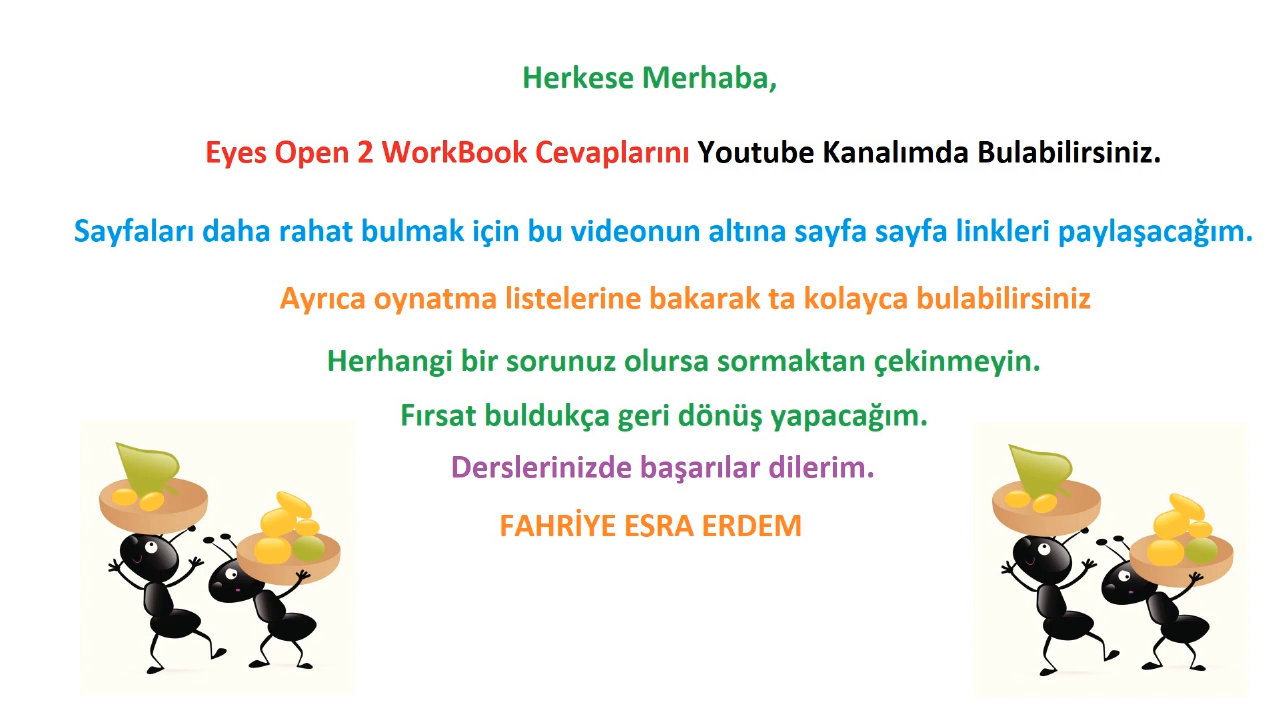 Herkese Merhaba,
Eyes Open 2 WorkBook Cevaplarını Youtube Kanalımda Bulabilirsiniz.
Sayfaları daha rahat bulmak için bu videonun altına sayfa sayfa linkleri paylaşacağım.
Ayrıca oynatma listelerine bakarak ta kolayca bulabilirsiniz
Herhangi bir sorunuz olursa sormaktan çekinmeyin.
Fırsat buldukça geri dönüş yapacağım.
Derslerinizde başarılar dilerim.
FAHRİYE ESRA ERDEM